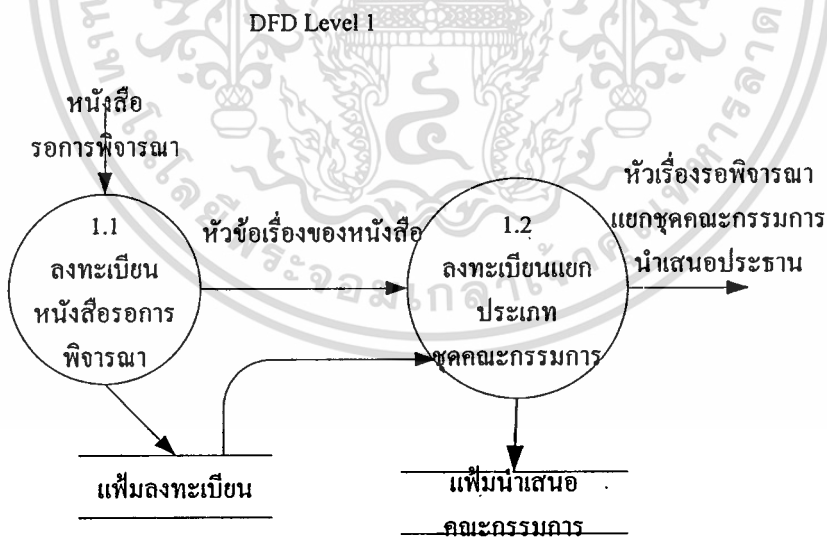 DFD Level 1
หนังสือ
รอการพิจารณา
1.1
ลงทะเบียน
หนังสือรอการ
พิจารณา
หัวข้อเรื่องของหนังสือ
1.2
ลงทะเบียนแยก
ประเภท
ชุดคณะกรรมการ
หัวเรื่องรอพิจารณา
แยกชุดคณะกรรมการ
นำเสนอประธาน
แฟ้มลงทะเบียน
แฟ้มนำเสนอ
คณะกรรมการ